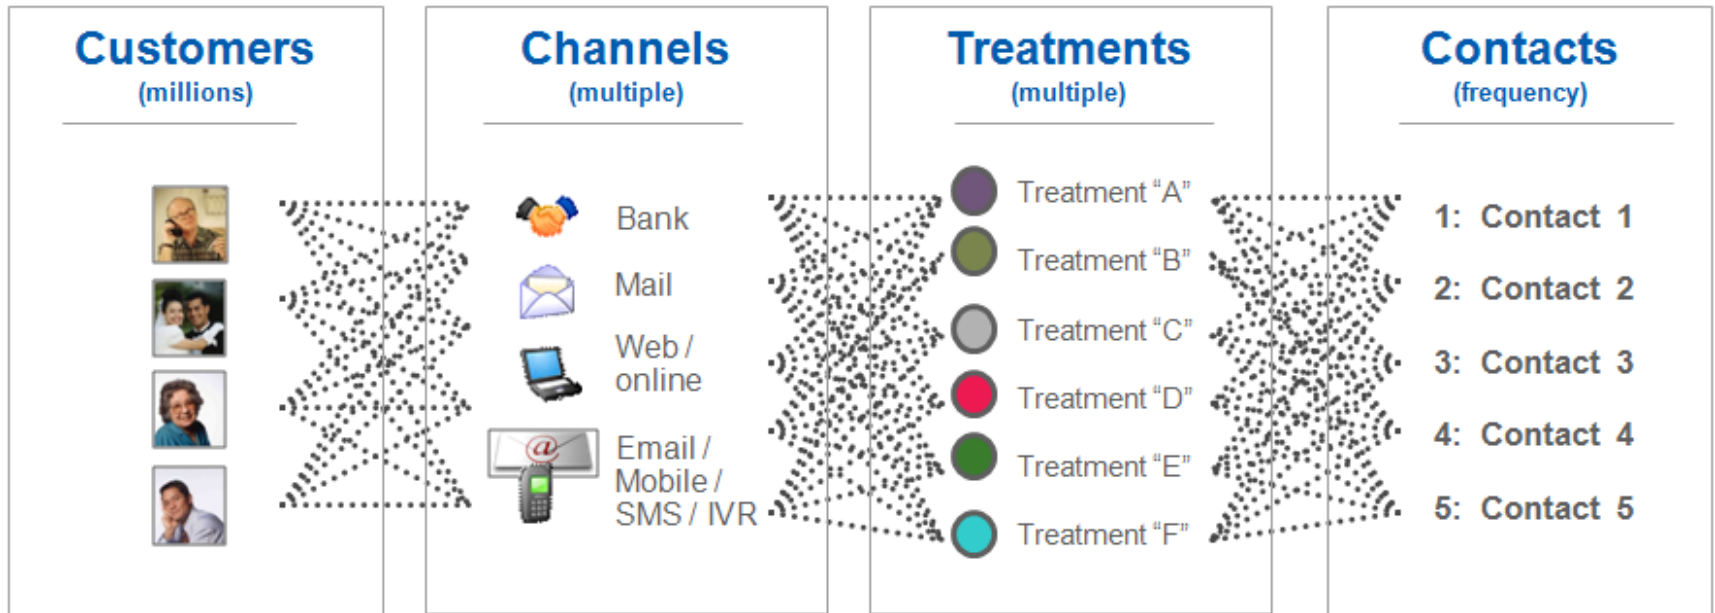 Customers
(millions)
Channels
(multiple)
Bank
Mail
Web /
online
@
Email /
Mobile /
SMS / IVR
Treatments
(multiple)
Treatment “A”
Treatment “B”
Treatment “C”
Treatment “D”
Treatment “E”
Treatment “F”
Contacts
(frequency)
1: Contact 1
2: Contact 2
3: Contact 3
4: Contact 4
5: Contact 5